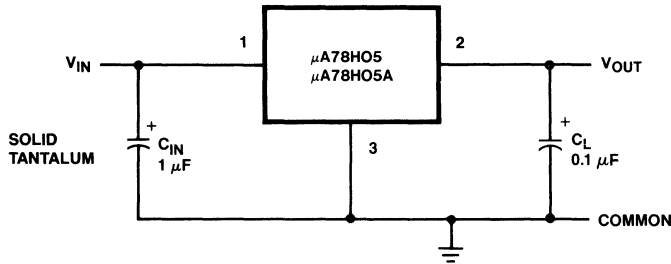 1
μA78HO5
μA78HO5A
2
VIN
VOUT
SOLID
TANTALUM
+
CIN
1 μF
3
+
CL
0.1 μF
COMMON